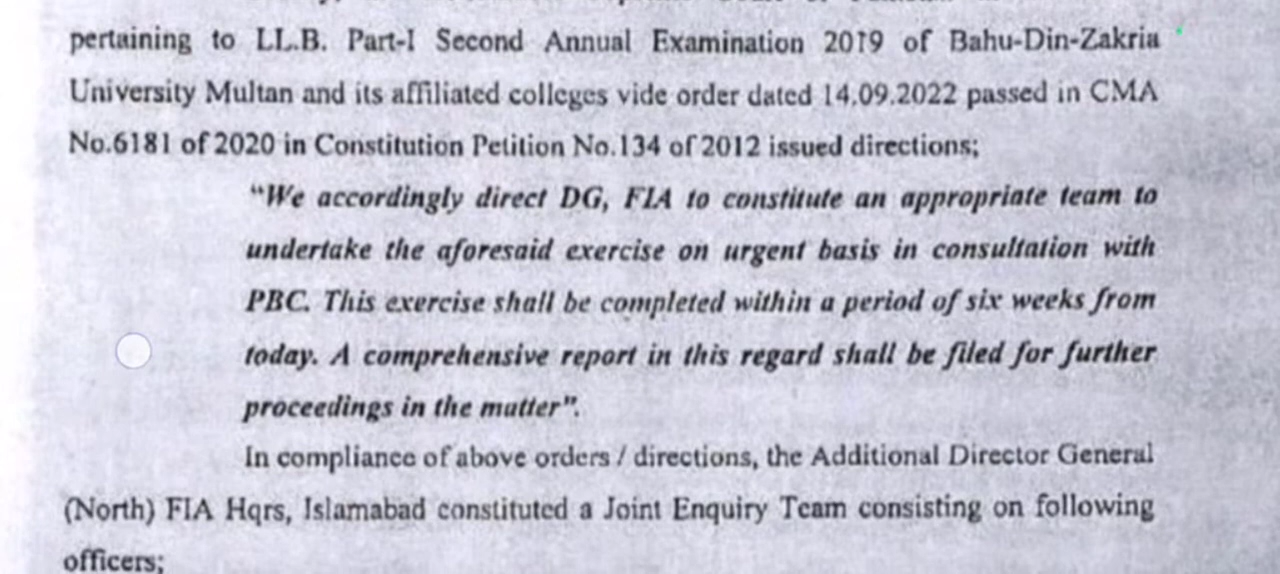 pertaining to LL.B. Part-I Second Annual Examination 2019 of Bahu-Din-Zakria
University Multan and its affiliated colleges vide order dated 14.09.2022 passed in CMA
No.6181 of 2020 in Constitution Petition No.134 of 2012 issued directions;
"We accordingly direct DG, FIA to constitute an appropriate team to
undertake the aforesaid exercise on urgent basis in consultation with
PBC. This exercise shall be completed within a period of six weeks from
today. A comprehensive report in this regard shall be filed for further
proceedings in the matter".
In compliance of above orders / directions, the Additional Director General
(North) FIA Hqrs, Islamabad constituted a Joint Enquiry Team consisting on following
officers;